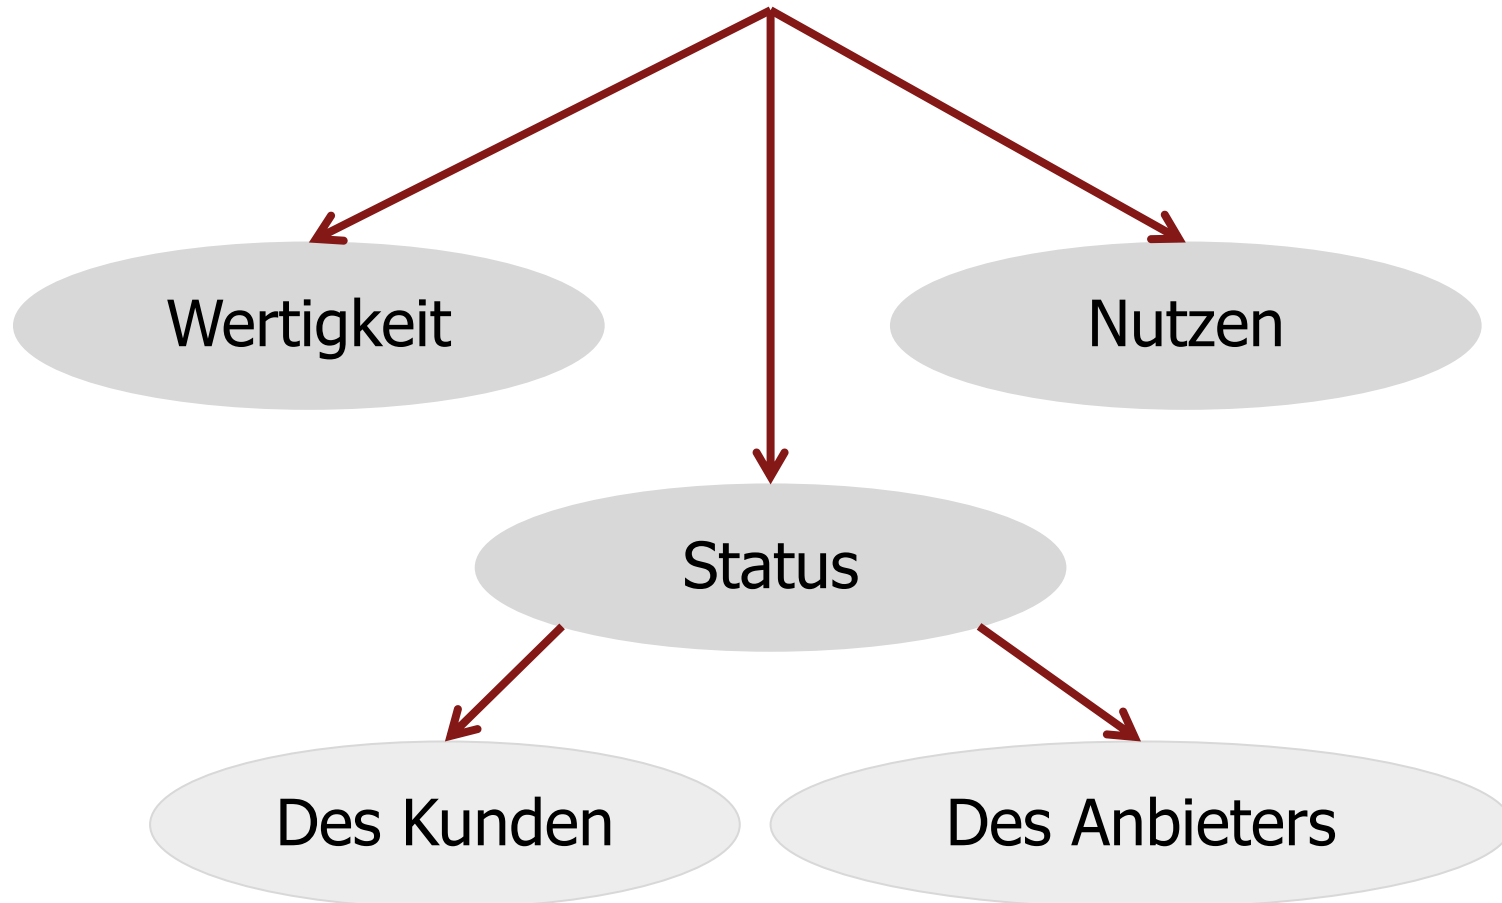 Wertigkeit
Nutzen
Status
Des Kunden
Des Anbieters